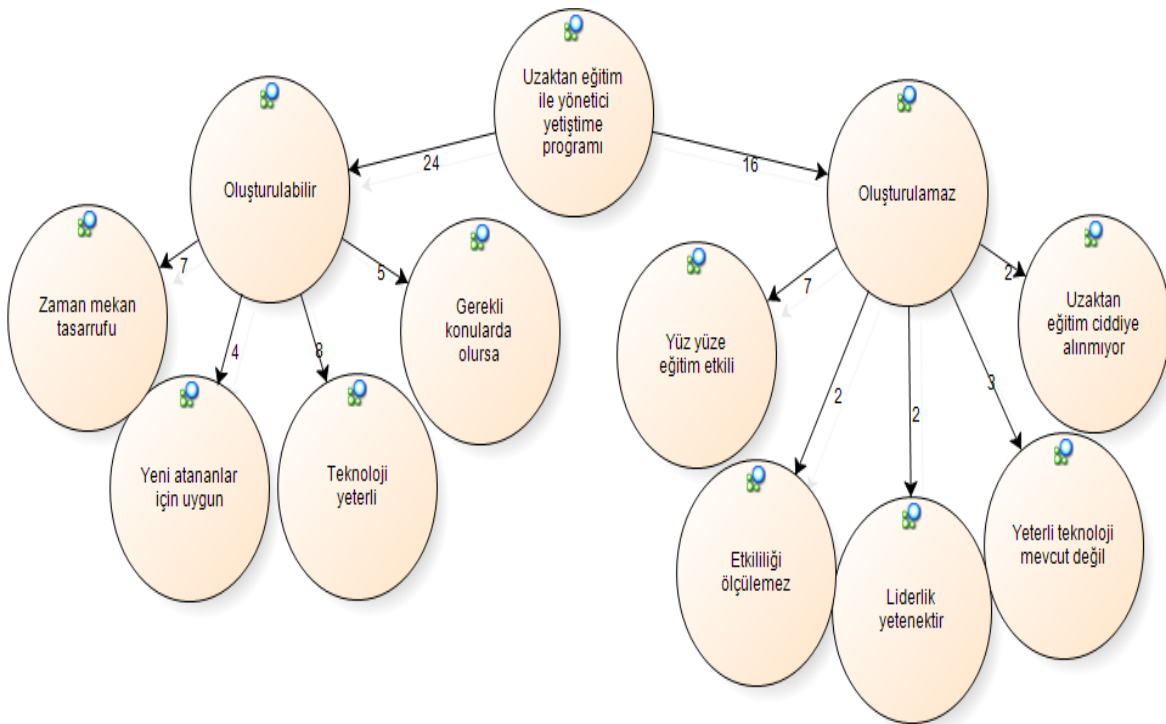 Uzaktan eğitim
ile yönetici
yetiştime
programı
24
16
Oluşturulabilir
Oluşturulamaz
7
5
4
8
Zaman mekan
tasarrufu
Gerekli
konularda
olursa
Yeni atananlar
için uygun
Teknoloji
yeterli
7
2
2
2
3
Yüz yüze
eğitim etkili
Uzaktan
eğitim ciddiye
alınmıyor
Etkililiği
ölçülemez
Liderlik
yetenektir
Yeterli teknoloji
mevcut değil